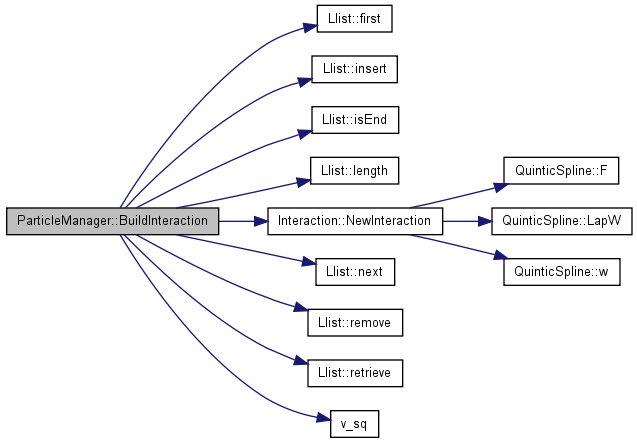 Llist::first
Llist::insert
Llist::isEnd
Llist::length
QuinticSpline::F
ParticleManager::BuildInteraction
Interaction::NewInteraction
QuinticSpline::LapW
Llist::next
QuinticSpline::w
Llist::remove
Llist::retrieve
v_sq